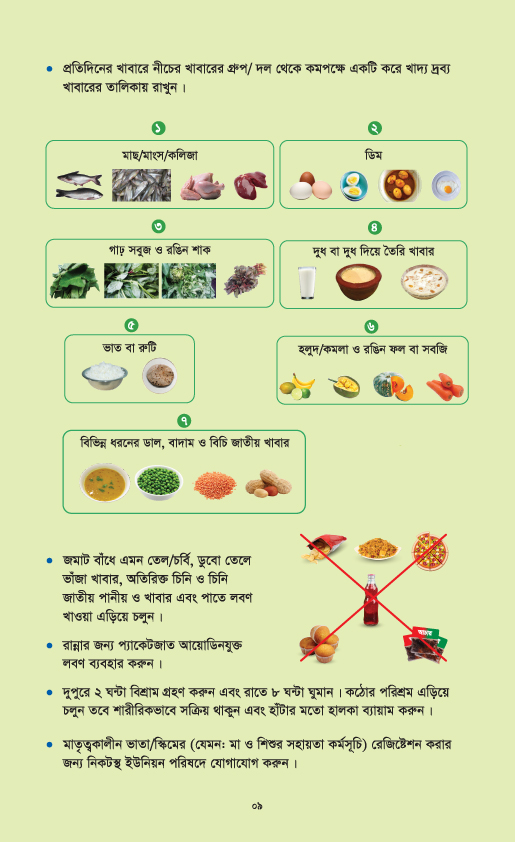 • প্রতিদিনের খাবারে নীচের খাবারের গ্রুপ/ দল থেকে কমপক্ষে একটি করে খাদ্য দ্রব্য
খাবারের তালিকায় রাখুন ।
১
মাছ/মাংস/কলিজা
২
ডিম
৩
গাঢ় সবুজ ও রঙিন শাক
৪
দুধ বা দুধ দিয়ে তৈরি খাবার
৫
ভাত বা রুটি
৬
হলুদ/কমলা ও রঙিন ফল বা সবজি
৭
বিভিন্ন ধরনের ডাল, বাদাম ও বিচি জাতীয় খাবার
• জমাট বাঁধে এমন তেল/চর্বি, ডুবো তেলে
ভাঁজা খাবার, অতিরিক্ত চিনি ও চিনি
জাতীয় পানীয় ও খাবার এবং পাতে লবণ
খাওয়া এড়িয়ে চলুন ।
আচার
• রান্নার জন্য প্যাকেটজাত আয়োডিনযুক্ত
লবণ ব্যবহার করুন ।
• দুপুরে ২ ঘন্টা বিশ্রাম গ্রহণ করুন এবং রাতে ৮ ঘন্টা ঘুমান । কঠোর পরিশ্রম এড়িয়ে
চলুন তবে শারীরিকভাবে সক্রিয় থাকুন এবং হাঁটার মতো হালকা ব্যায়াম করুন ।
• মাতৃত্বকালীন ভাতা/স্কিমের (যেমন: মা ও শিশুর সহায়তা কর্মসূচি) রেজিষ্টেশন করার
জন্য নিকটস্থ ইউনিয়ন পরিষদে যোগাযোগ করুন ।
০৯